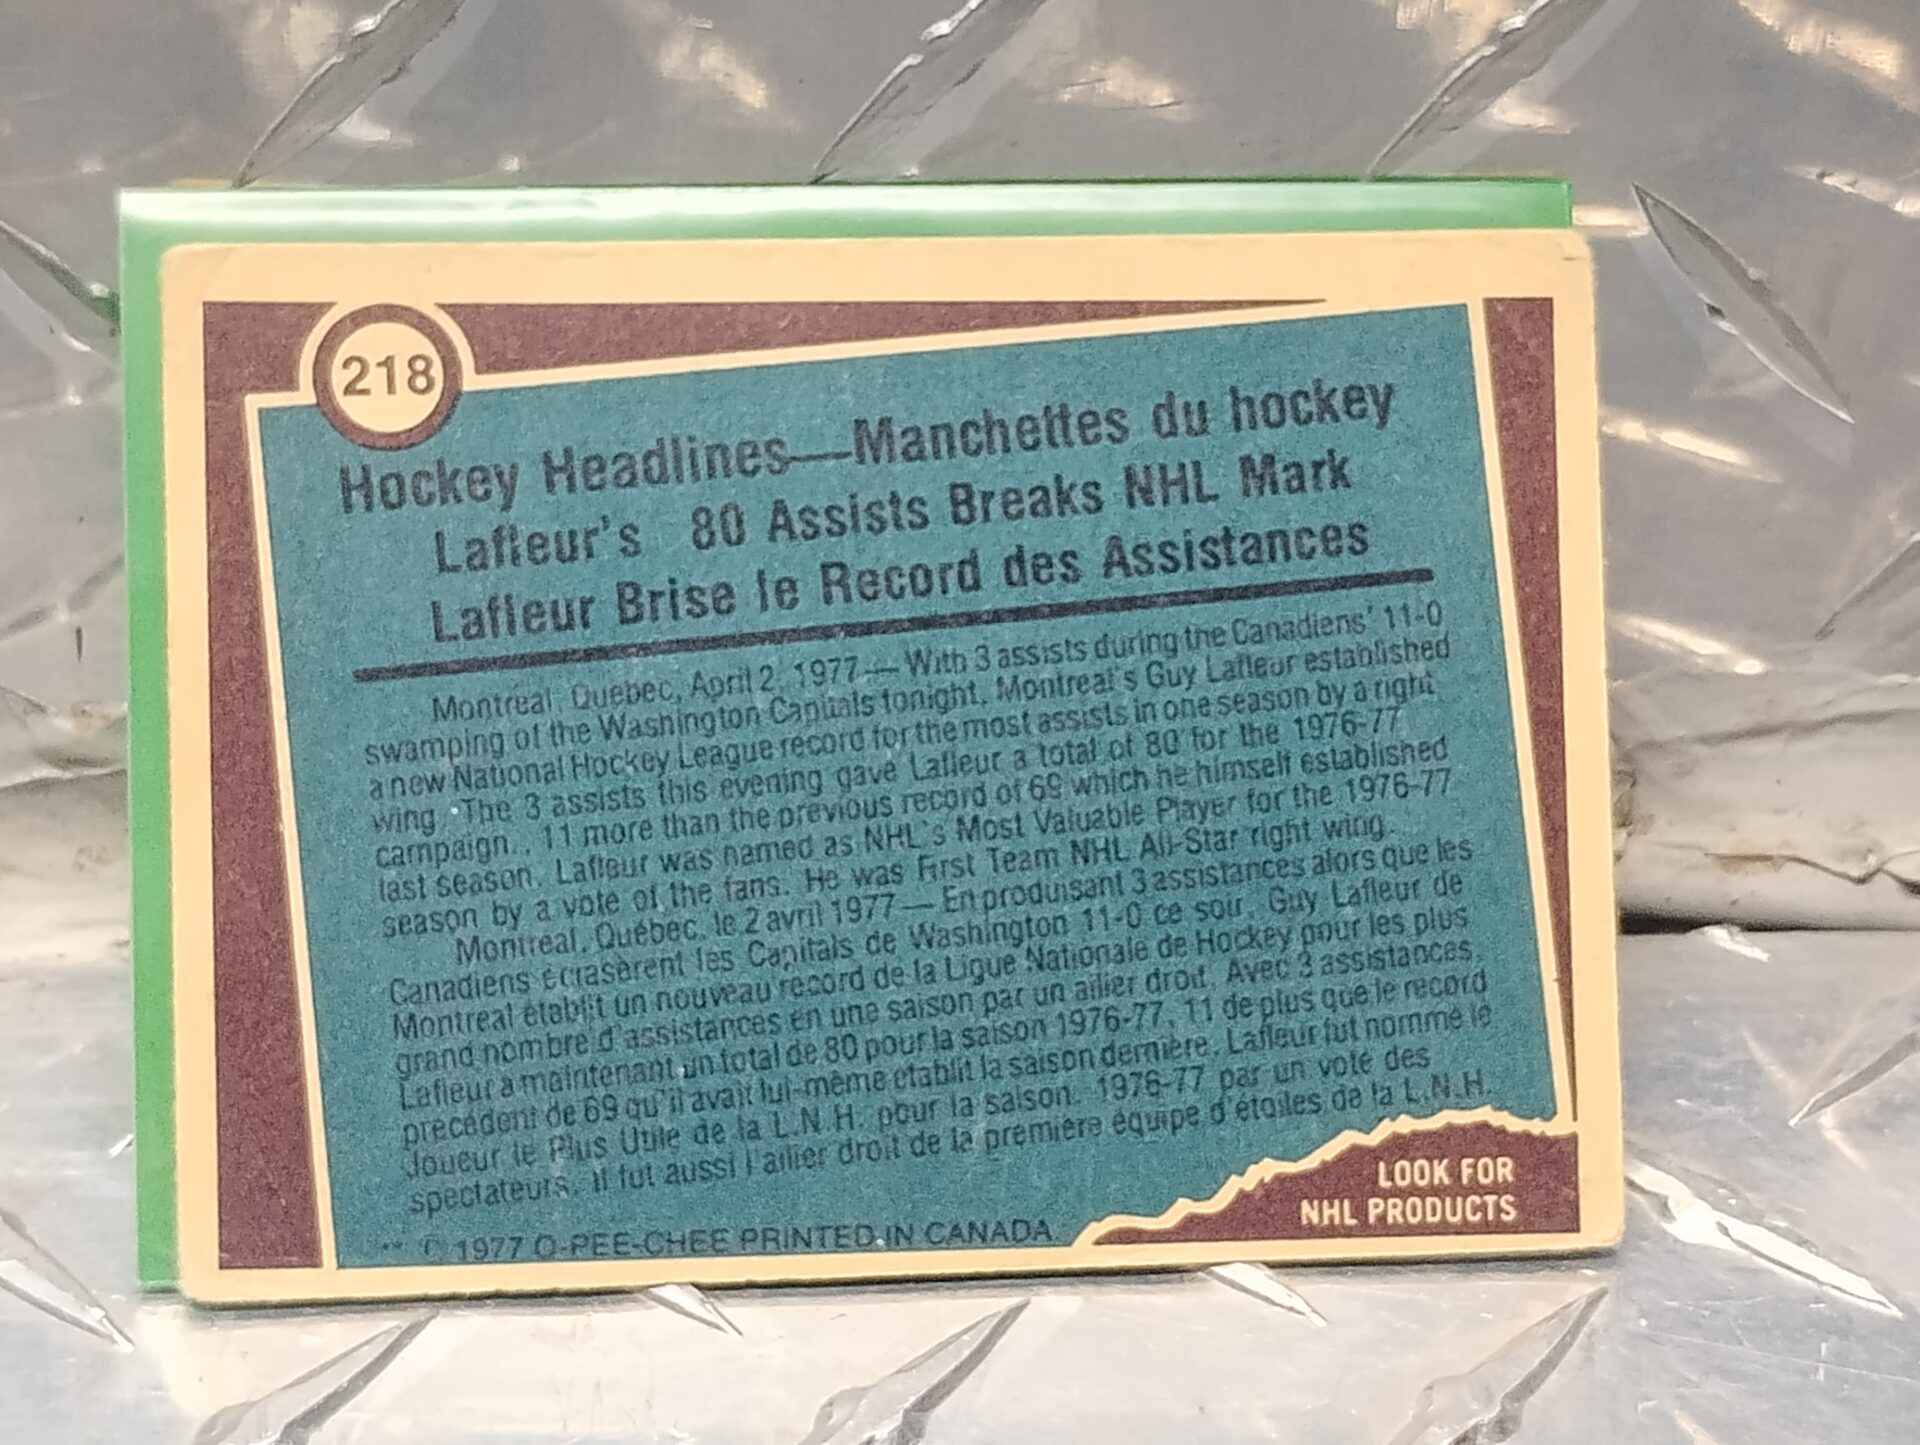 218
Hockey Headlines—Manchettes du hockey
Lafleur's 80 Assists Breaks NHL Mark
Lafleur Brise le Record des Assistances
Montreal, Quebec, April 2, 1977 — With 3 assists during the Canadiens' 11-0
swamping of the Washington Capitals tonight, Montreal's Guy Lafleur established
a new National Hockey League record for the most assists in one season by a right
wing. The 3 assists this evening gave Lafleur a total of 80 for the 1976-77
campaign, 11 more than the previous record of 69 which he himself established
last season. Lafleur was named as NHL's Most Valuable Player for the 1976-77
season by a vote of the fans. He was First Team NHL All-Star right wing.
Montréal, Québec, le 2 avril 1977 — En produisant 3 assistances alors que les
Canadiens écrasèrent les Capitals de Washington 11-0 ce soir, Guy Lafleur de
Montréal établit un nouveau record de la Ligue Nationale de Hockey pour les plus
grand nombre d'assistances en une saison par un ailier droit. Avec 3 assistances,
Lafleur a maintenant un total de 80 pour la saison 1976-77, 11 de plus que le record
précédent de 69 qu'il avait lui-même établit la saison dernière. Lafleur fut nommé le
Joueur le Plus Utile de la L.N.H. pour la saison 1976-77 par un vote des
spectateurs. Il fut aussi l'ailier droit de la première équipe d'étoiles de la L.N.H.
** © 1977 O-PEE-CHEE PRINTED IN CANADA
LOOK FOR
NHL PRODUCTS